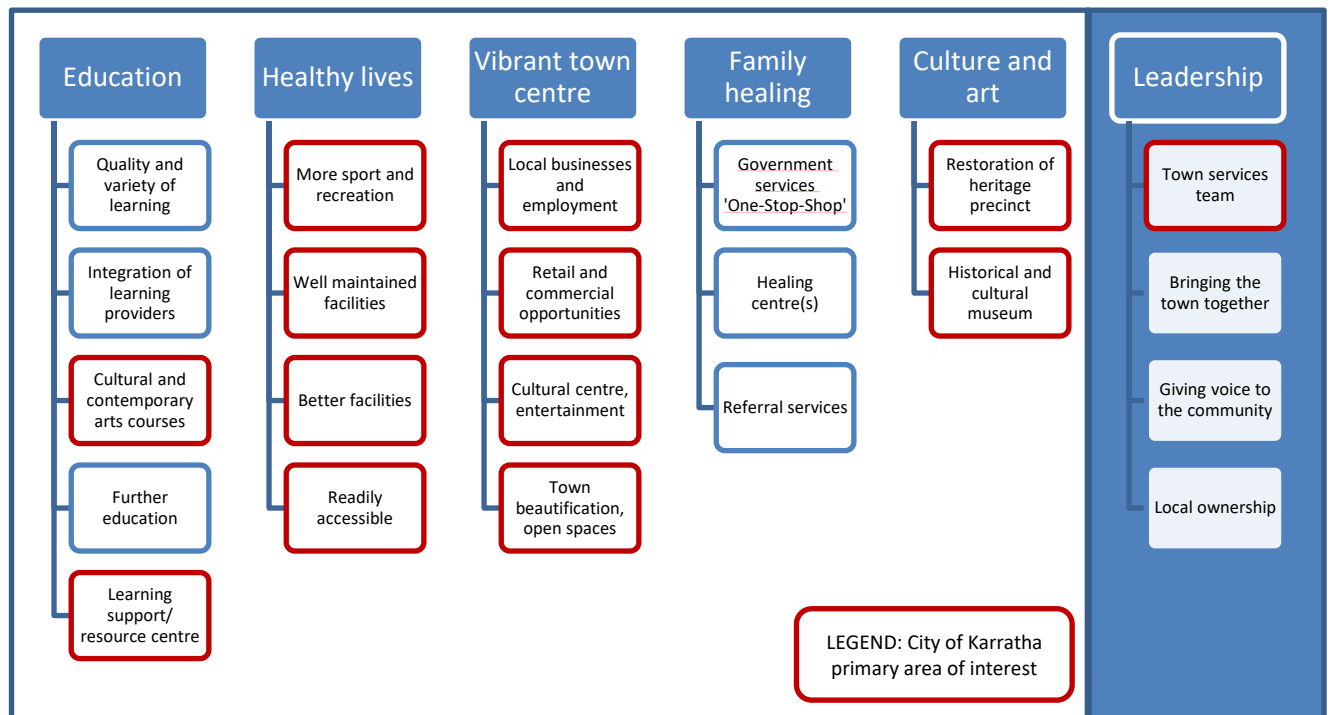 Education
Quality and
variety of
learning
Integration of
learning
providers
Cultural and
contemporary
arts courses
Further
education
Learning
support/
resource centre
Healthy lives
More sport and
recreation
Well maintained
facilities
Better facilities
Readily
accessible
Vibrant town
centre
Local businesses
and
employment
Retail and
commercial
opportunities
Cultural centre,
entertainment
Town
beautification,
open spaces
Family
healing
Government
services
'One-Stop-Shop'
Healing
centre(s)
Referral services
Culture and
art
Restoration of
heritage
precinct
Historical and
cultural
museum
Leadership
Town services
team
Bringing the
town together
Giving voice to
the community
Local ownership
LEGEND: City of Karratha
primary area of interest